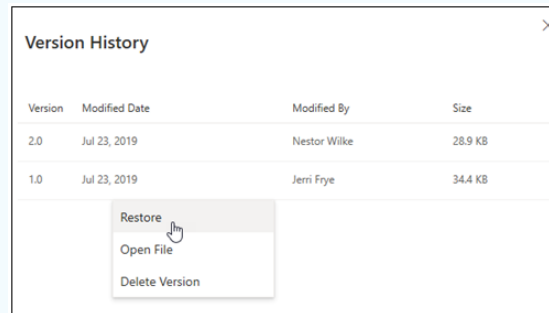 Version History
Version Modified Date Modified By Size
2.0 Jul 23, 2019 Nestor Wilke 28.9 KB
1.0 Jul 23, 2019 Jerri Frye 34.4 KB
Restore
Open File
Delete Version